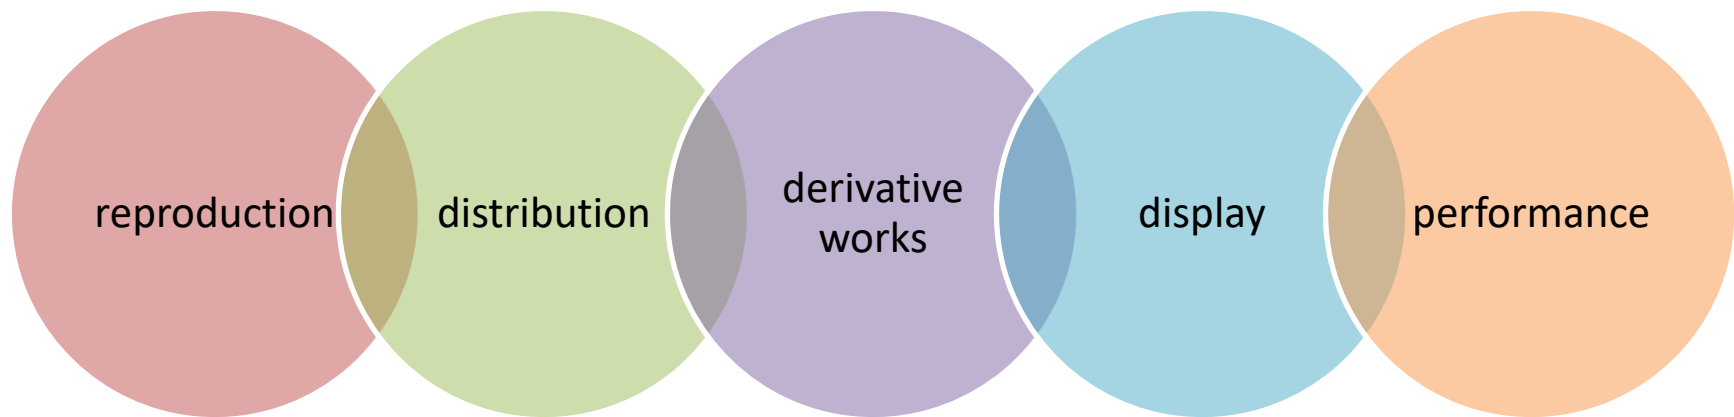 reproduction
distribution
derivative
works
display
performance